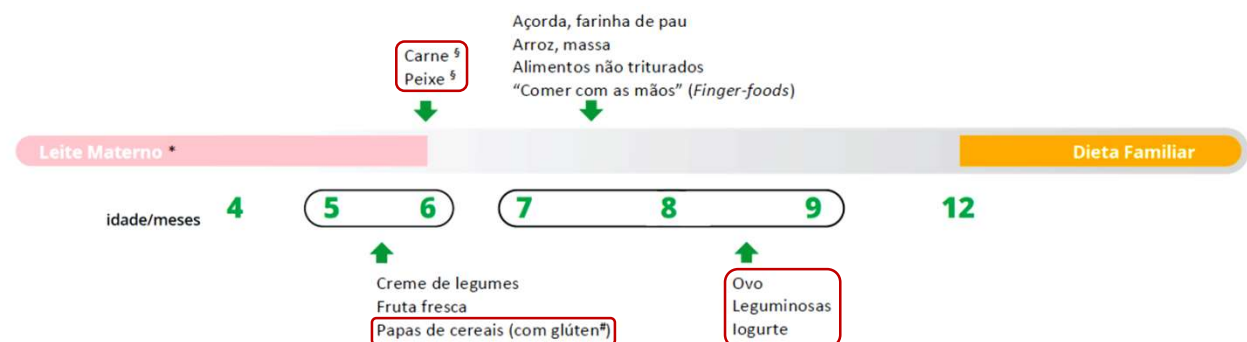 Açorda, farinha de pau
Arroz, massa
Alimentos não triturados
“Comer com as mãos” (Finger-foods)
Carne §
Peixe §
Leite Materno *
Dieta Familiar
idade/meses 4 5 6 7 8 9 12
Creme de legumes
Fruta fresca
Papas de cereais (com glúten#)
Ovo
Leguminosas
Iogurte